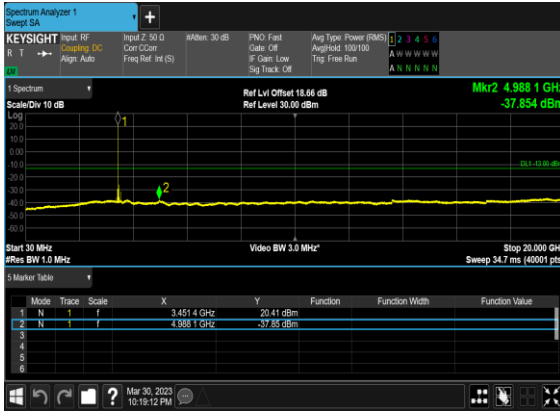 Spectrum Analyzer 1
Swept SA
+
KEYSIGHT Input: RF Input Z: 50 Ω #Atten: 30 dB PNO: Fast Avg Type: Power (RMS) 1 2 3 4 5 6
R T Coupling: DC Corr CCorr Gate: Off Avg|Hold: 100/100 A W W W W W
Align: Auto Freq Ref: Int (S) IF Gain: Low Trig: Free Run
Sig Track: Off A N N N N N
1 Spectrum Ref Lvl Offset 18.66 dB Mkr2 4.988 1 GHz
Scale/Div 10 dB Ref Level 30.00 dBm -37.854 dBm
Log
20.0
10.0
0.00
-10.0
-20.0
-30.0
-40.0
-50.0
-60.0
1
2
DL1 -13.00 dBm
Start 30 MHz Video BW 3.0 MHz* Stop 20.000 GH
#Res BW 1.0 MHz Sweep 34.7 ms (40001 pts
5 Marker Table
Mode Trace Scale X Y Function Function Width Function Value
1 N 1 f 3.451 4 GHz 20.41 dBm
2 N 1 f 4.988 1 GHz -37.85 dBm
3
4
5
6
? Mar 30, 2023
10:19:12 PM